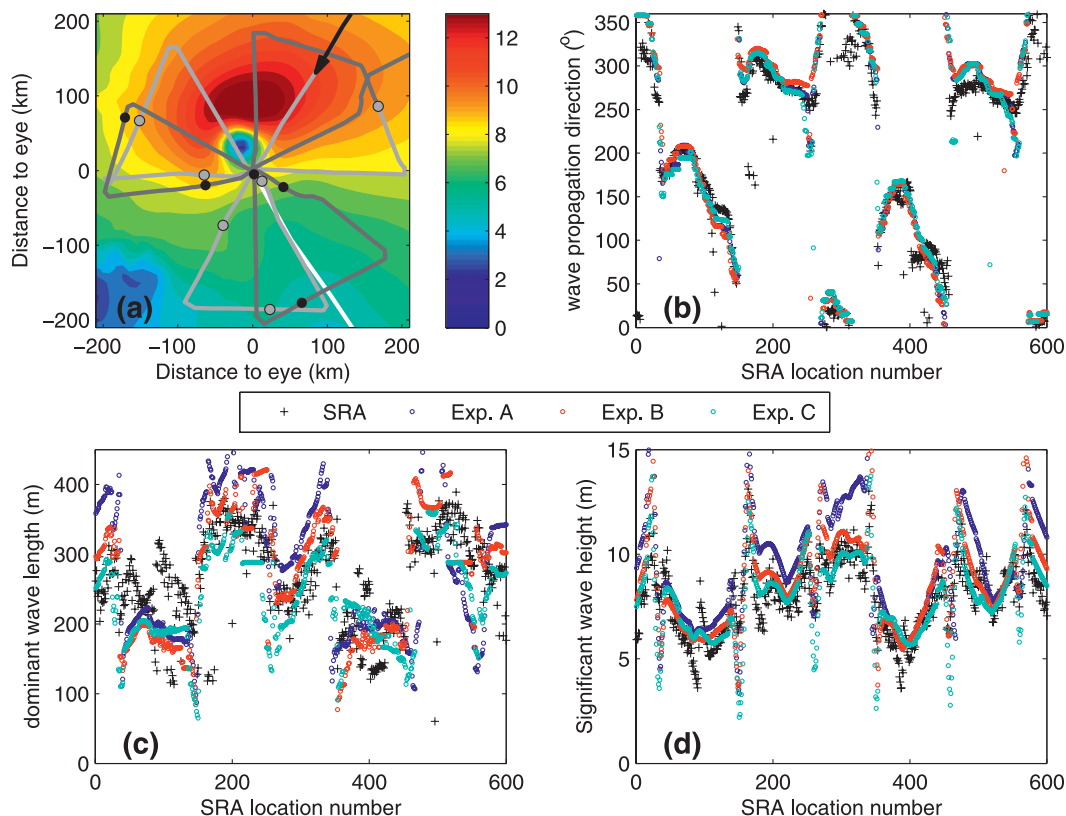 200
100
0
−100
−200
Distance to eye (km)
(a)
−200 −100 0 100 200
Distance to eye (km)
12
10
8
6
4
2
0
350
300
250
200
150
100
50
0
wave propagation direction (º)
(b)
0 200 400 600
SRA location number
SRA Exp. A Exp. B Exp. C
400
300
200
100
0
dominant wave length (m)
(c)
0 200 400 600
SRA location number
15
10
5
0
Significant wave height (m)
(d)
0 200 400 600
SRA location number